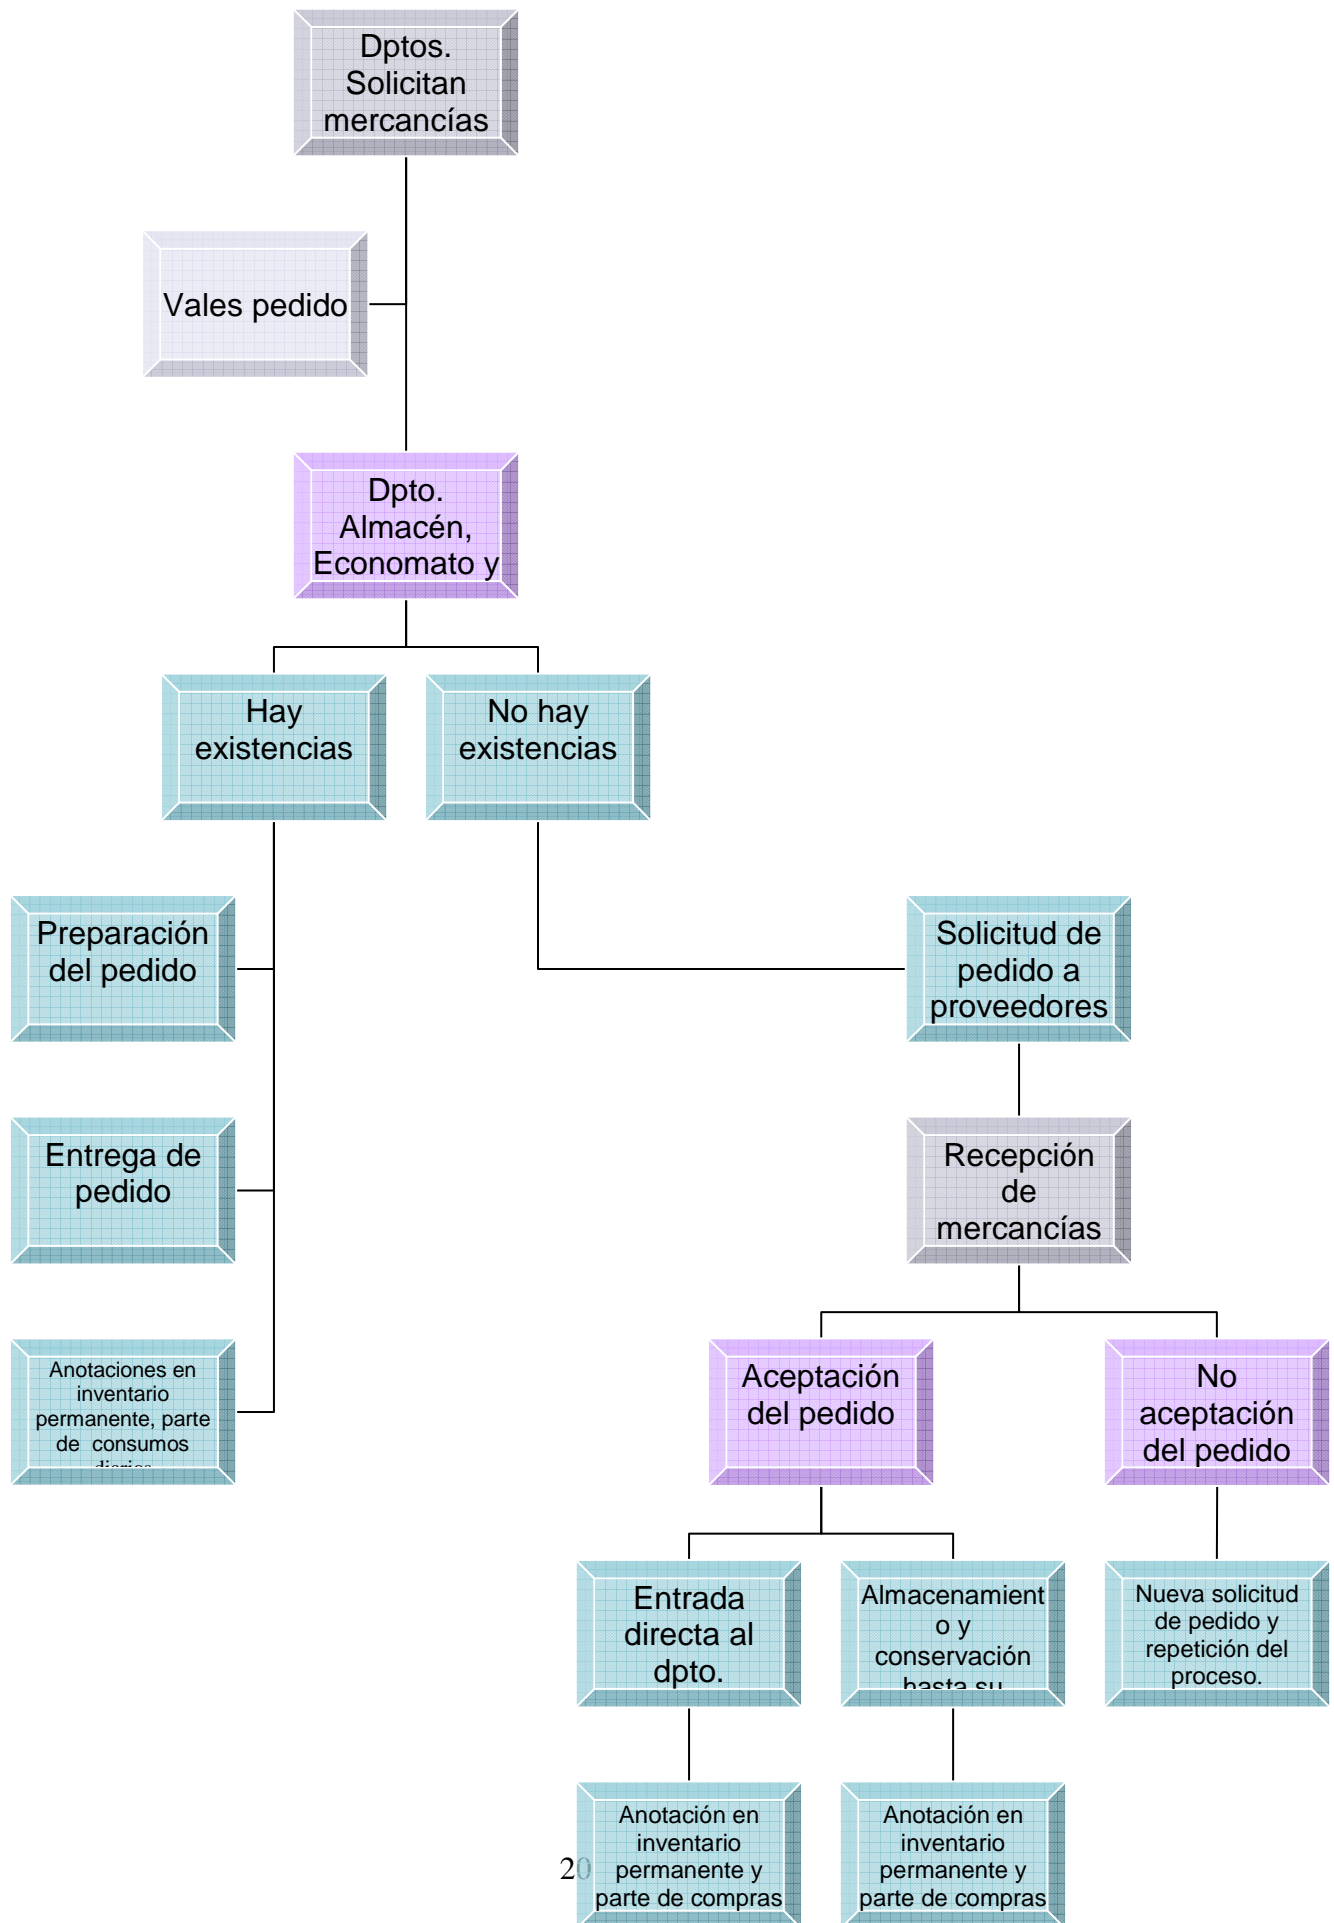 Dptos.
Solicitan
mercancías
Vales pedido
Dpto.
Almacén,
Economato y
Hay
existencias
No hay
existencias
Preparación
del pedido
Solicitud de
pedido a
proveedores
Entrega de
pedido
Recepción
de
mercancías
Anotaciones en
inventario
permanente, parte
de consumos
Aceptación
del pedido
No
aceptación
del pedido
Entrada
directa al
dpto.
Almacenamient
o y
conservación
hasta su
Nueva solicitud
de pedido y
repetición del
proceso.
Anotación en
inventario
permanente y
parte de compras
Anotación en
inventario
permanente y
parte de compras
20